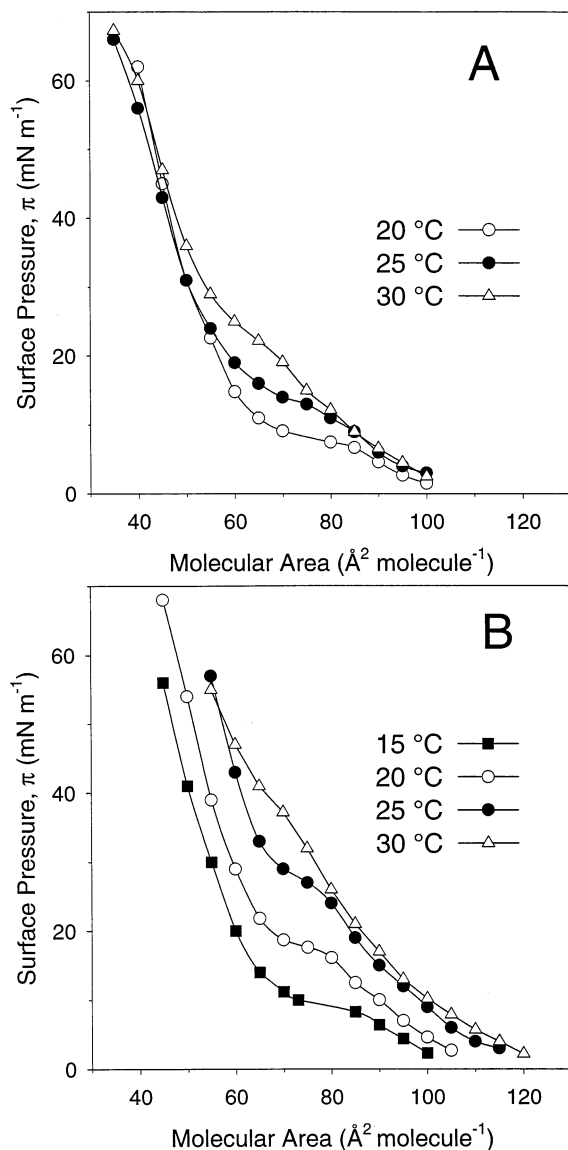 A
60
40
20
0
Surface Pressure, π (mN m⁻¹)
20 °C
25 °C
30 °C
40 60 80 100 120
Molecular Area (Å² molecule⁻¹)
B
60
40
20
0
Surface Pressure, π (mN m⁻¹)
15 °C
20 °C
25 °C
30 °C
40 60 80 100 120
Molecular Area (Å² molecule⁻¹)